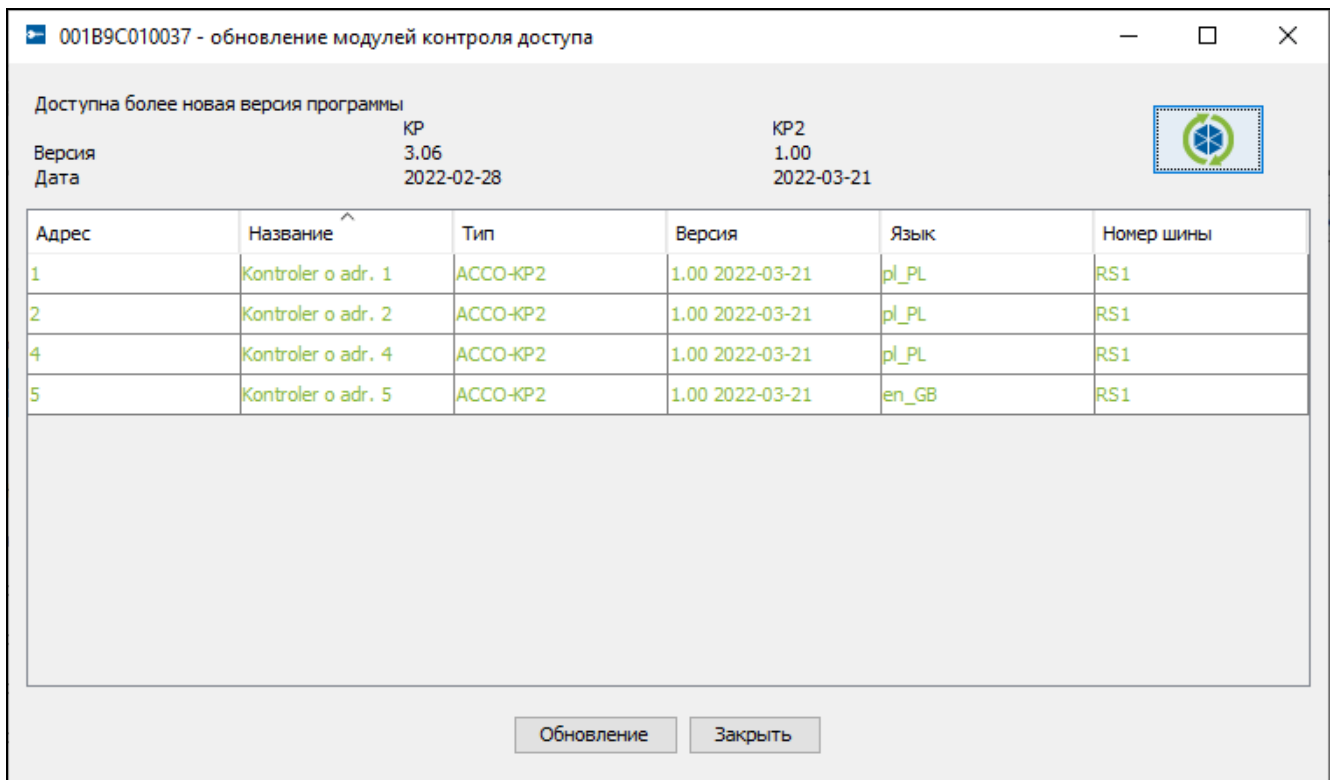 001B9C010037 - обновление модулей контроля доступа
Доступна более новая версия программы
KP KP2
Версия 3.06 1.00
Дата 2022-02-28 2022-03-21
Адрес Название Тип Версия Язык Номер шины
1 Kontroler o adr. 1 ACCO-KP2 1.00 2022-03-21 pl_PL RS1
2 Kontroler o adr. 2 ACCO-KP2 1.00 2022-03-21 pl_PL RS1
4 Kontroler o adr. 4 ACCO-KP2 1.00 2022-03-21 pl_PL RS1
5 Kontroler o adr. 5 ACCO-KP2 1.00 2022-03-21 en_GB RS1
Обновление Закрыть